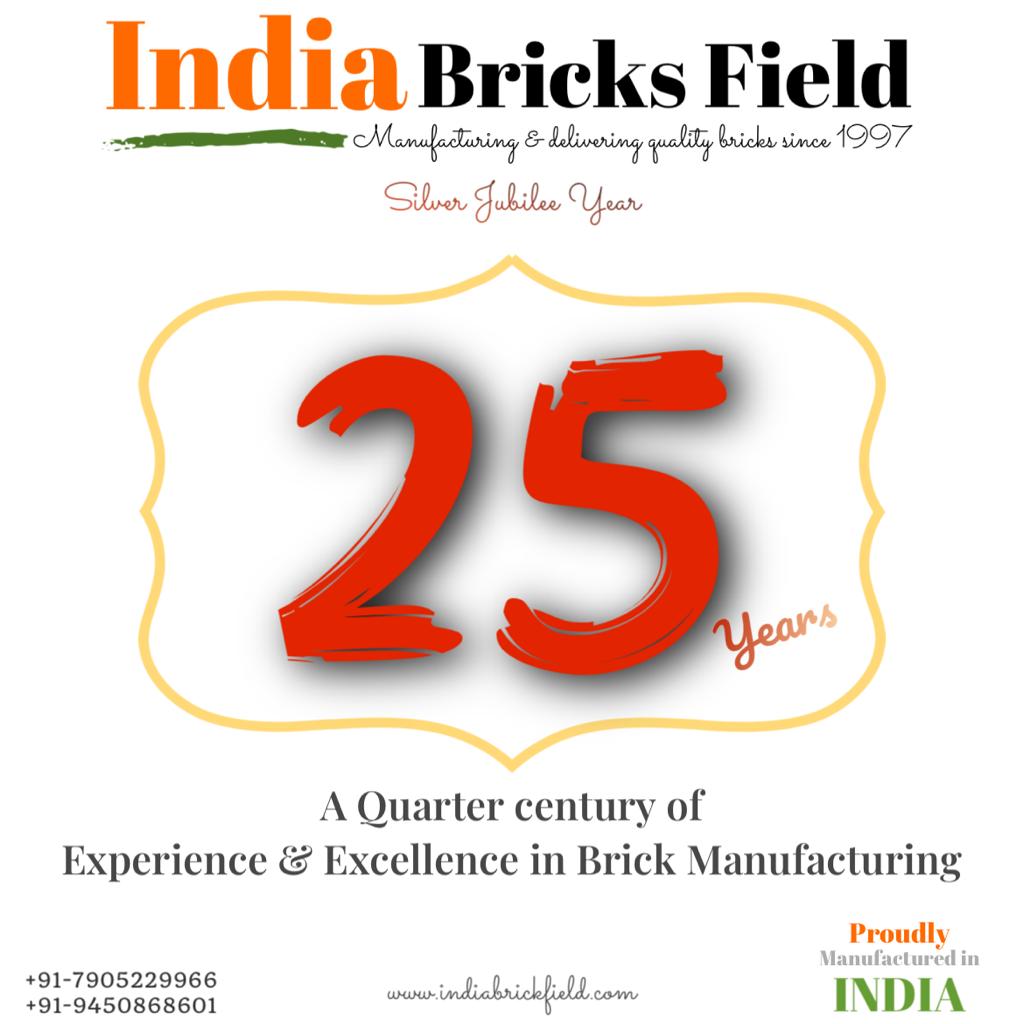 India Bricks Field
Manufacturing & delivering quality bricks since 1997
Silver Jubilee Year
25
Years
A Quarter century of
Experience & Excellence in Brick Manufacturing
Proudly
Manufactured in
INDIA
+91-7905229966
+91-9450868601
www.indiabrickfield.com